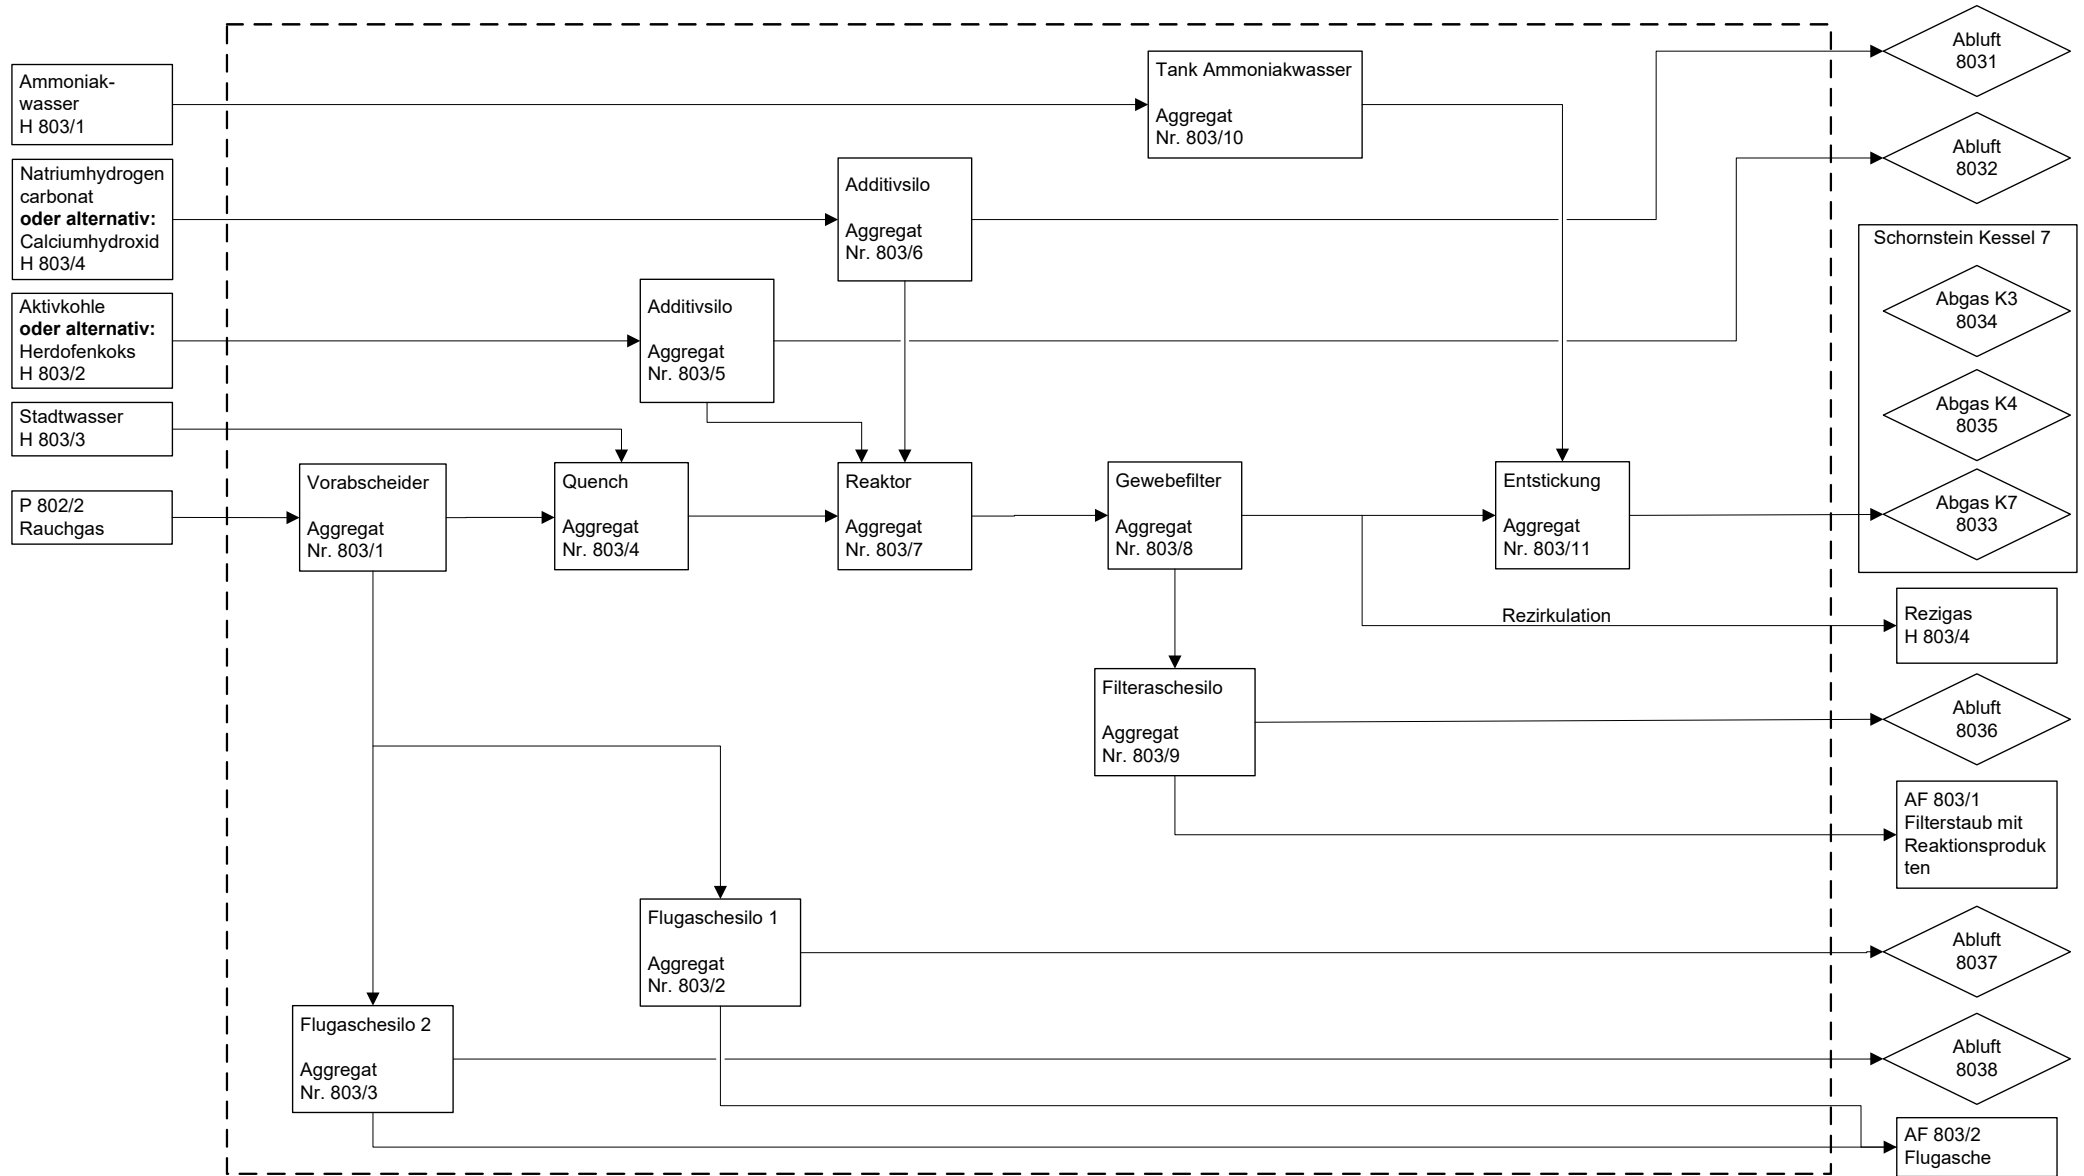 Ammoniak-
wasser
H 803/1
Natriumhydrogen
carbonat
oder alternativ:
Calciumhydroxid
H 803/4
Aktivkohle
oder alternativ:
Herdofenkoks
H 803/2
Stadtwasser
H 803/3
P 802/2
Rauchgas
Tank Ammoniakwasser
Aggregat
Nr. 803/10
Additivsilo
Aggregat
Nr. 803/6
Additivsilo
Aggregat
Nr. 803/5
Vorabscheider
Aggregat
Nr. 803/1
Quench
Aggregat
Nr. 803/4
Reaktor
Aggregat
Nr. 803/7
Gewebefilter
Aggregat
Nr. 803/8
Entstickung
Aggregat
Nr. 803/11
Rezirkulation
Filteraschesilo
Aggregat
Nr. 803/9
Flugaschesilo 1
Aggregat
Nr. 803/2
Flugaschesilo 2
Aggregat
Nr. 803/3
Abluft
8031
Abluft
8032
Schornstein Kessel 7
Abgas K3
8034
Abgas K4
8035
Abgas K7
8033
Rezigas
H 803/4
Abluft
8036
AF 803/1
Filterstaub mit
Reaktionsproduk
ten
Abluft
8037
Abluft
8038
AF 803/2
Flugasche